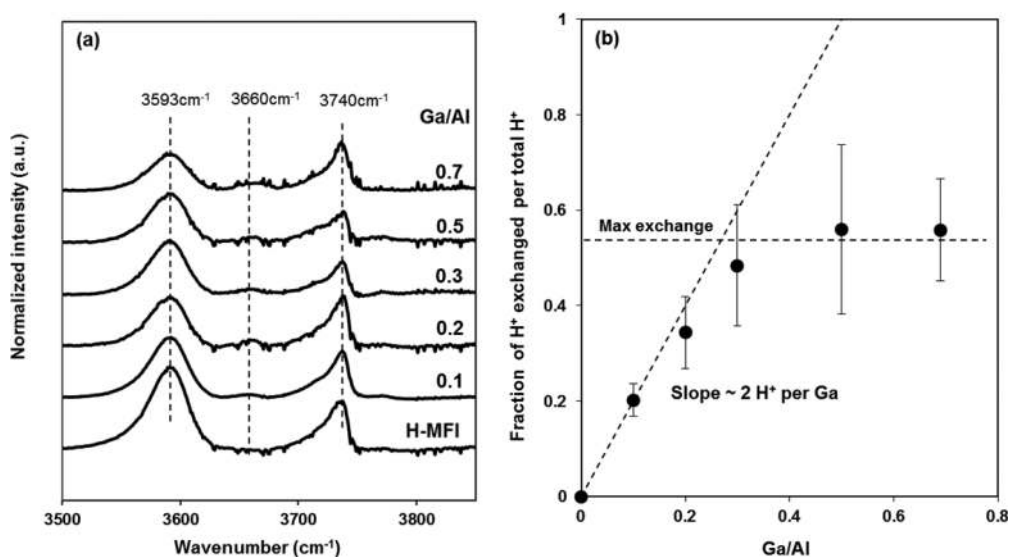 (a)
3593cm⁻¹ 3660cm⁻¹ 3740cm⁻¹
Ga/Al
0.7
0.5
0.3
0.2
0.1
H-MFI
Normalized intensity (a.u.)
3500 3600 3700 3800
Wavenumber (cm⁻¹)
(b)
Fraction of H⁺ exchanged per total H⁺
1
0.8
0.6
0.4
0.2
0
Max exchange
Slope ~ 2 H⁺ per Ga
0 0.2 0.4 0.6 0.8
Ga/Al